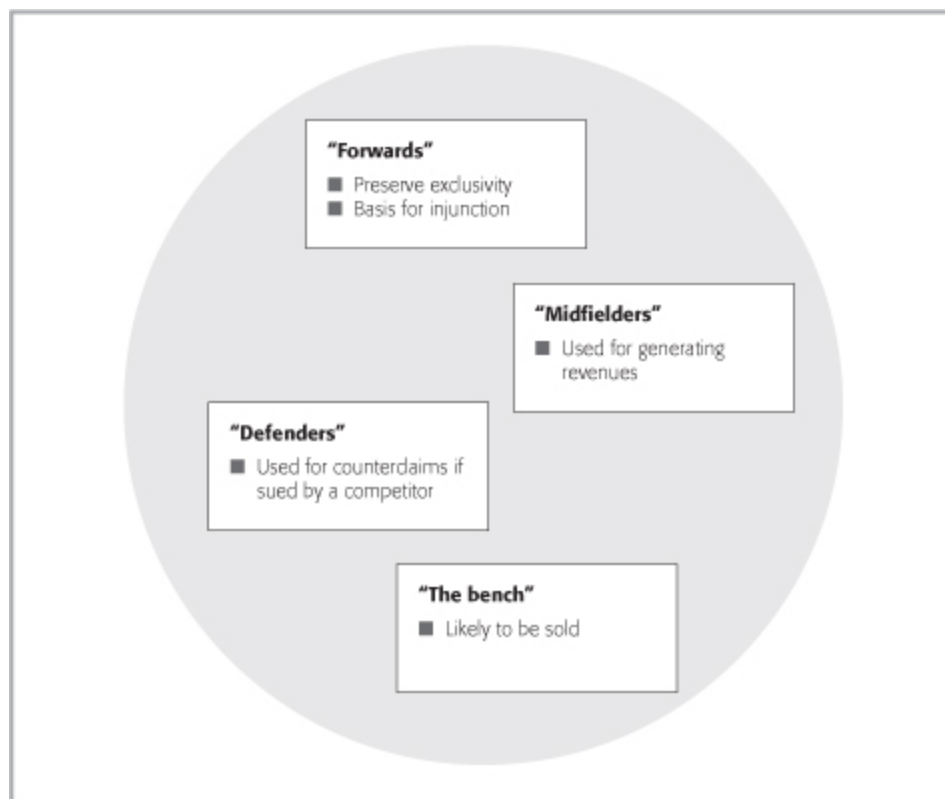 “Forwards”
■ Preserve exclusivity
■ Basis for injunction
“Midfielders”
■ Used for generating
revenues
“Defenders”
■ Used for counterclaims if
sued by a competitor
“The bench”
■ Likely to be sold